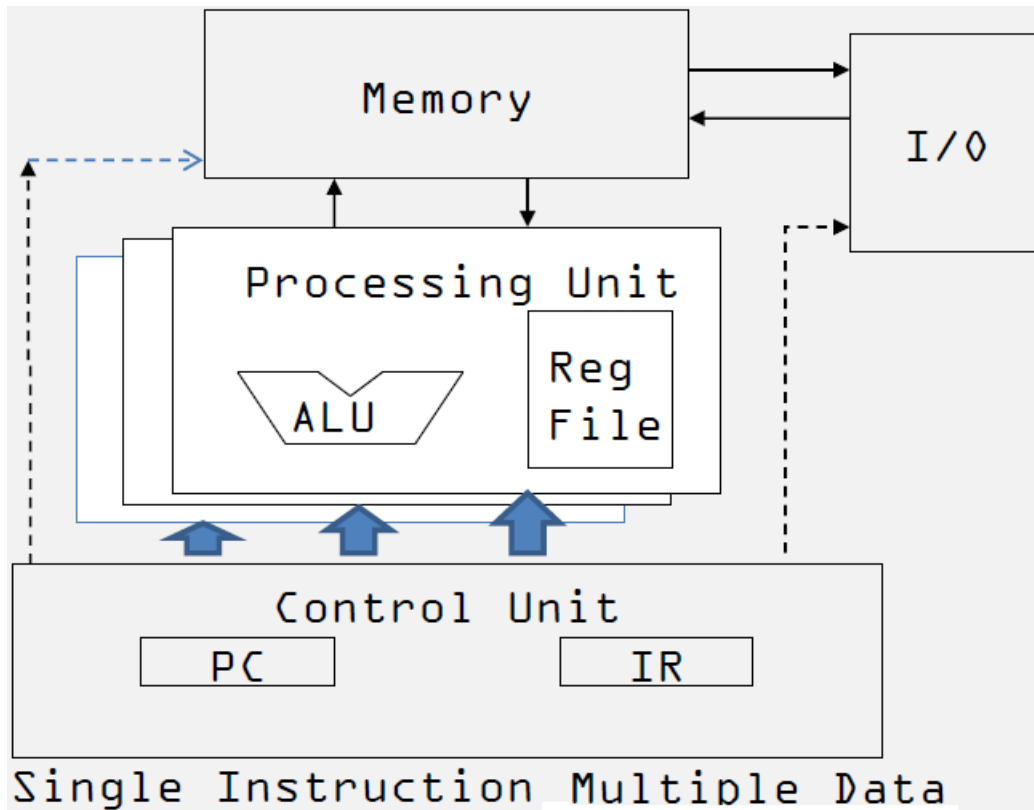 Memory
I/O
Processing Unit
ALU
Reg
File
Control Unit
PC
IR
Single Instruction Multiple Data